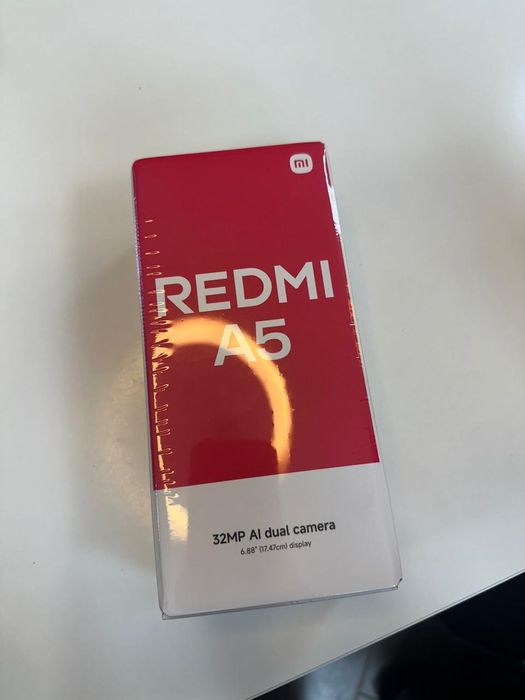 mi
REDMI
A5
32MP AI dual camera
6.88" (17.47cm) display